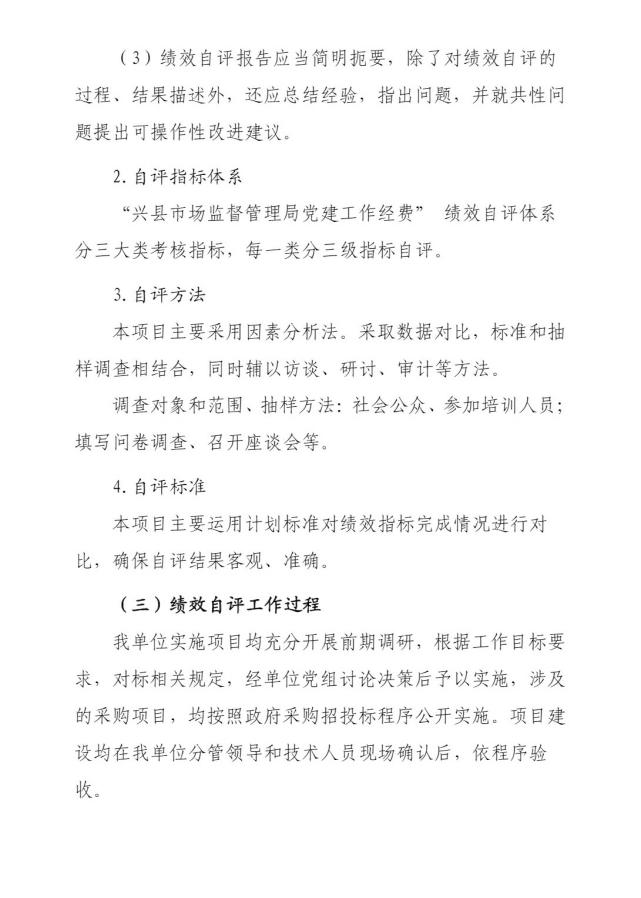 （3）绩效自评报告应当简明扼要，除了对绩效自评的
过程、结果描述外，还应总结经验，指出问题，并就共性问
题提出可操作性改进建议。
2.自评指标体系
“兴县市场监督管理局党建工作经费” 绩效自评体系
分三大类考核指标，每一类分三级指标自评。
3.自评方法
本项目主要采用因素分析法。采取数据对比，标准和抽
样调查相结合，同时辅以访谈、研讨、审计等方法。
调查对象和范围、抽样方法：社会公众、参加培训人员；
填写问卷调查、召开座谈会等。
4.自评标准
本项目主要运用计划标准对绩效指标完成情况进行对
比，确保自评结果客观、准确。
（三）绩效自评工作过程
我单位实施项目均充分开展前期调研，根据工作目标要
求，对标相关规定，经单位党组讨论决策后予以实施，涉及
的采购项目，均按照政府采购招投标程序公开实施。项目建
设均在我单位分管领导和技术人员现场确认后，依程序验
收。